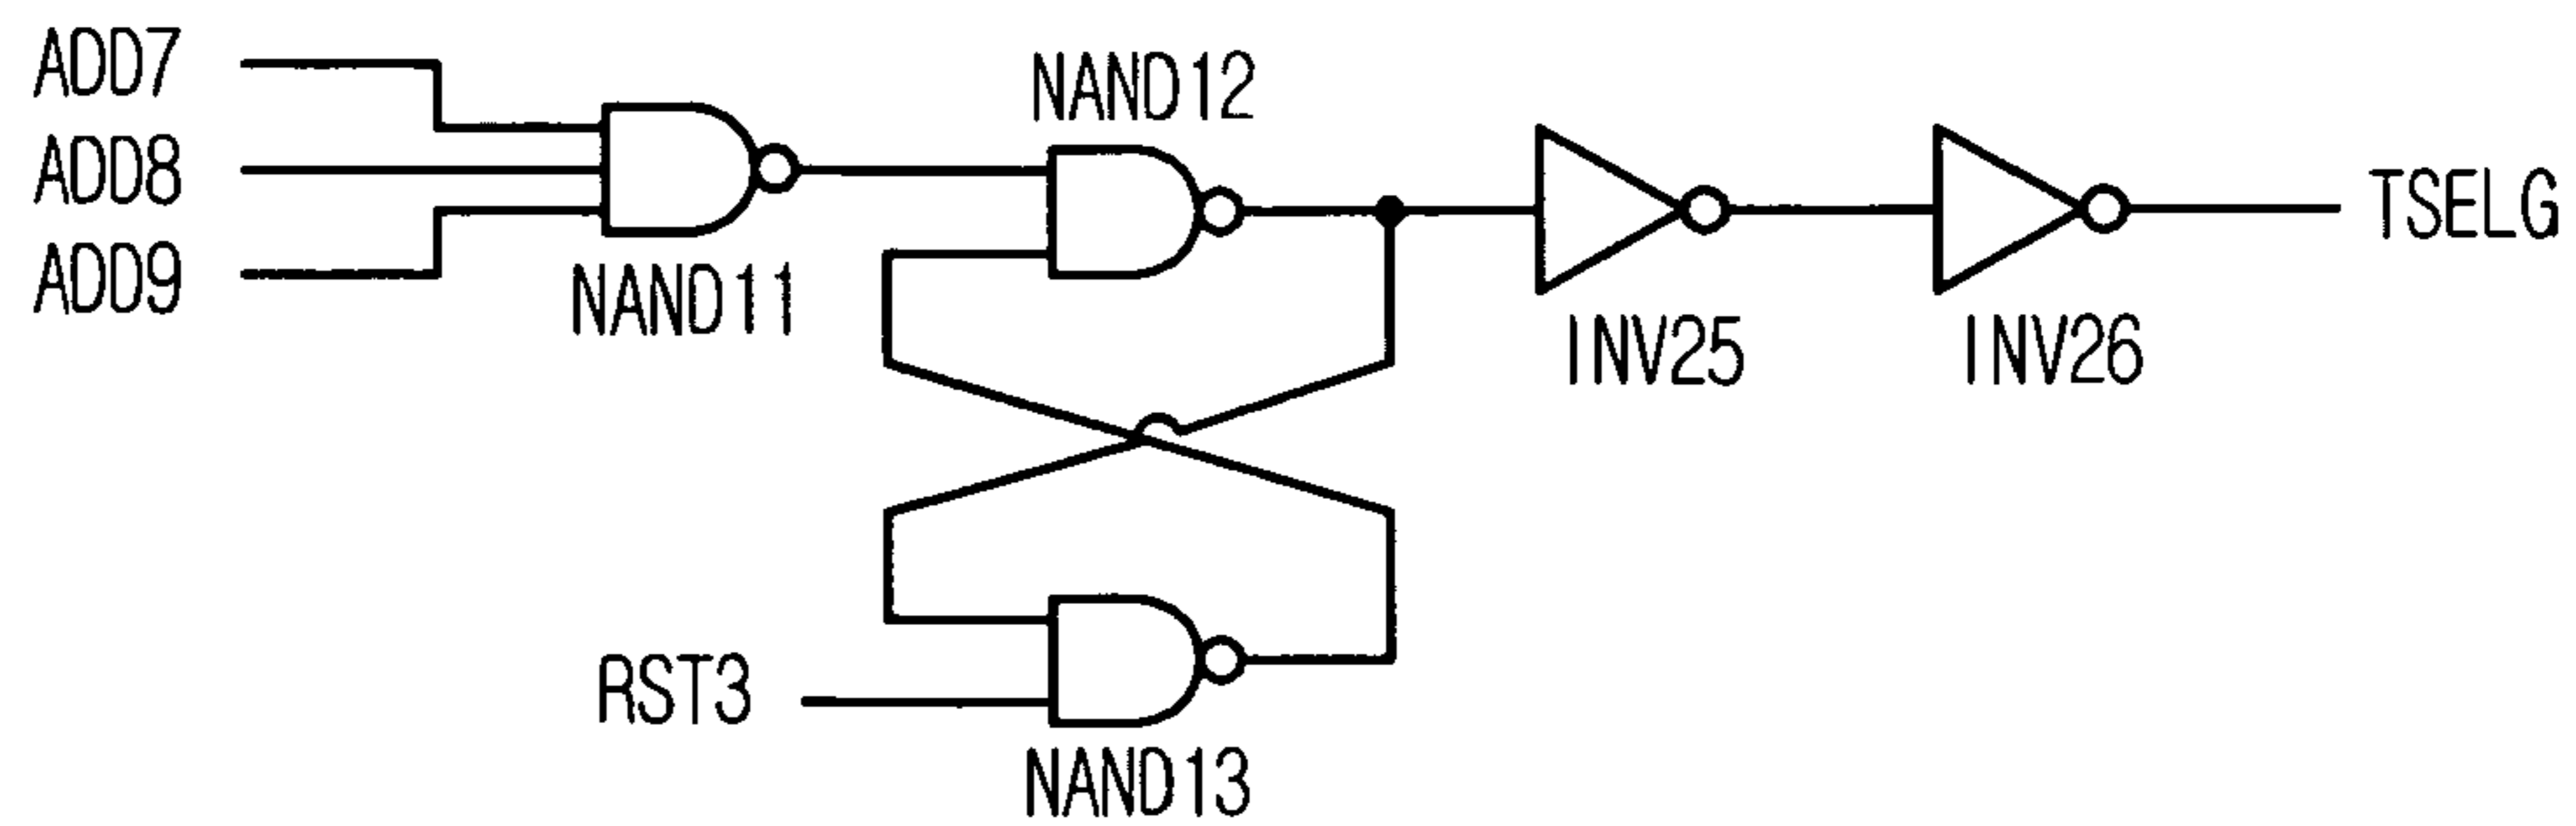 ADD7
ADD8
ADD9
NAND11
NAND12
INV25
INV26
TSELG
RST3
NAND13